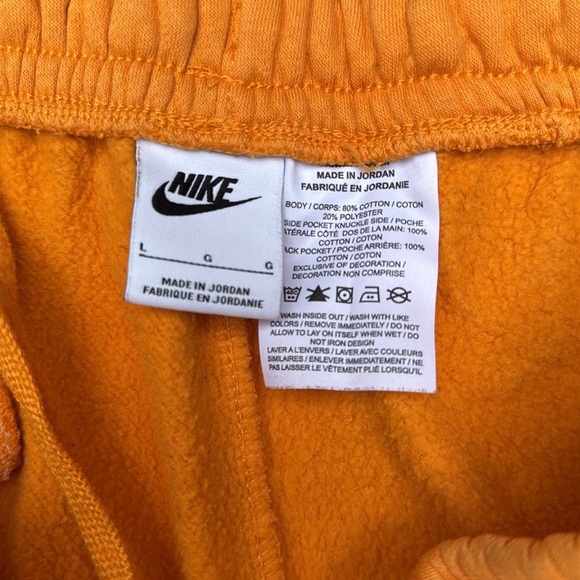 NIKE
L G G
MADE IN JORDAN
FABRIQUE EN JORDANIE
MADE IN JORDAN
FABRIQUÉ EN JORDANIE
BODY / CORPS: 80% COTTON / COTON
20% POLYESTER
SIDE POCKET KNUCKLE SIDE / POCHE
LATÉRALE CÔTÉ DOS DE LA MAIN: 100%
COTTON / COTON
BACK POCKET / POCHE ARRIÈRE: 100%
COTTON / COTON
EXCLUSIVE OF DECORATION /
DECORATION NON COMPRISE
40
WASH INSIDE OUT / WASH WITH LIKE
COLORS / REMOVE IMMEDIATELY / DO NOT
ALLOW TO LAY ON ITSELF WHEN WET / DO
NOT IRON DESIGN
LAVER A L'ENVERS / LAVER AVEC COULEURS
SIMILAIRES / ENLEVER IMMEDIATEMENT / NE
PAS LAISSER LE VÊTEMENT PLIÉ LORSQU'IL